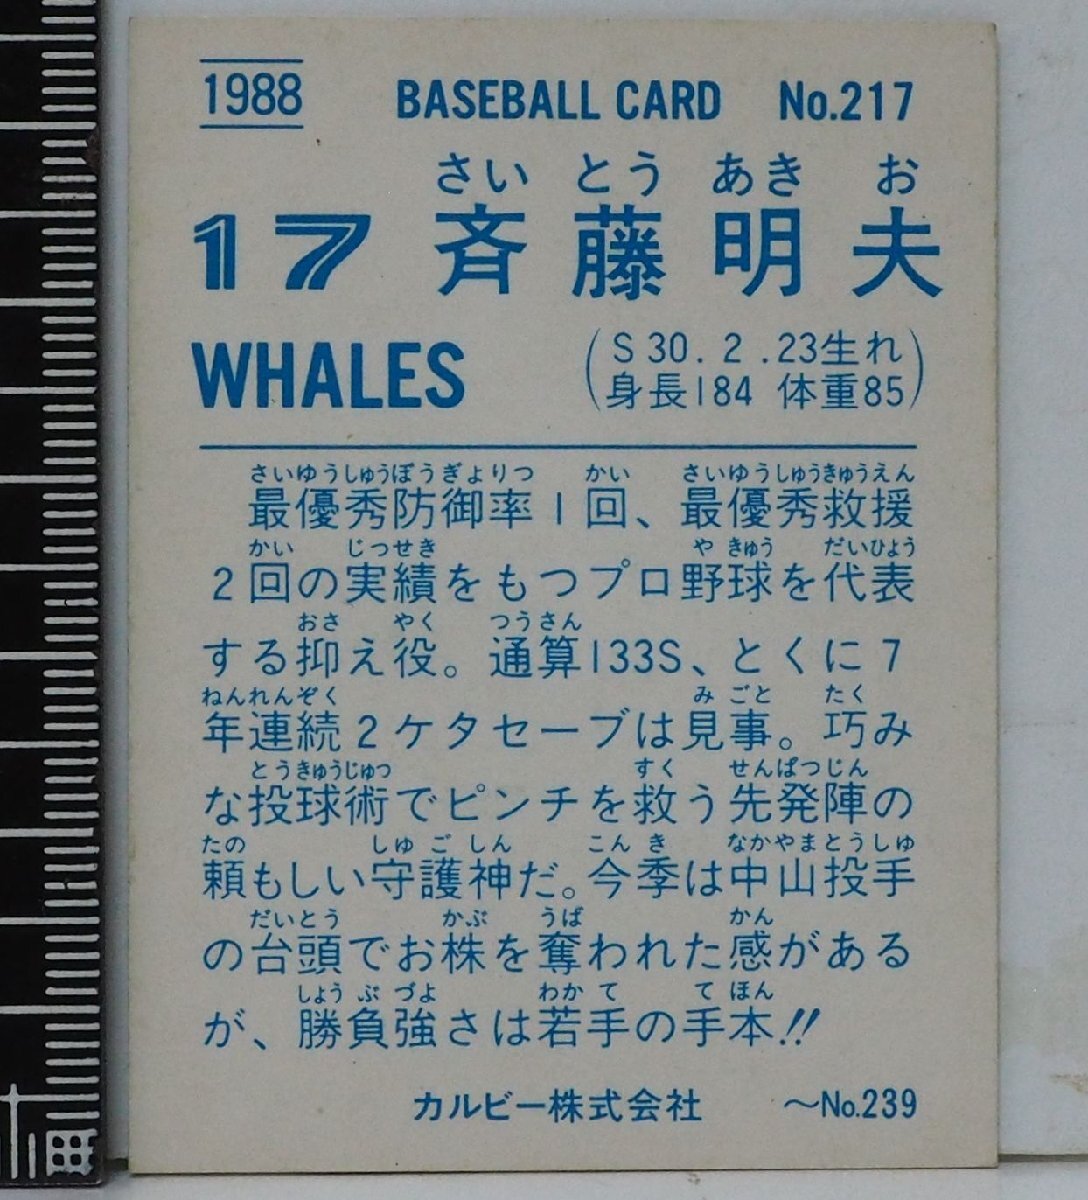 1988 BASEBALL CARD No.217
さい とう あき お
17 斉藤明夫
WHALES
(S30.2.23生れ
身長184 体重85)
さいゆうしゅうぼうぎょりつ かい さいゆうしゅうきゅうえん
最優秀防御率1回、最優秀救援
かい じっせき や きゅう だいひょう
2回の実績をもつプロ野球を代表
おさ やく つうさん
する抑え役。通算133S、とくに7
ねんれんぞく み ごと たく
年連続2ケタセーブは見事。巧み
とうきゅうじゅつ すく せんぱつじん
な投球術でピンチを救う先発陣の
たの しゅ ご しん こん き なかやまとうしゅ
頼もしい守護神だ。今季は中山投手
だいとう かぶ うば かん
の台頭でお株を奪われた感がある
しょう ぶ づよ わか て て ほん
が、勝負強さは若手の手本!!
カルビー株式会社 〜No.239